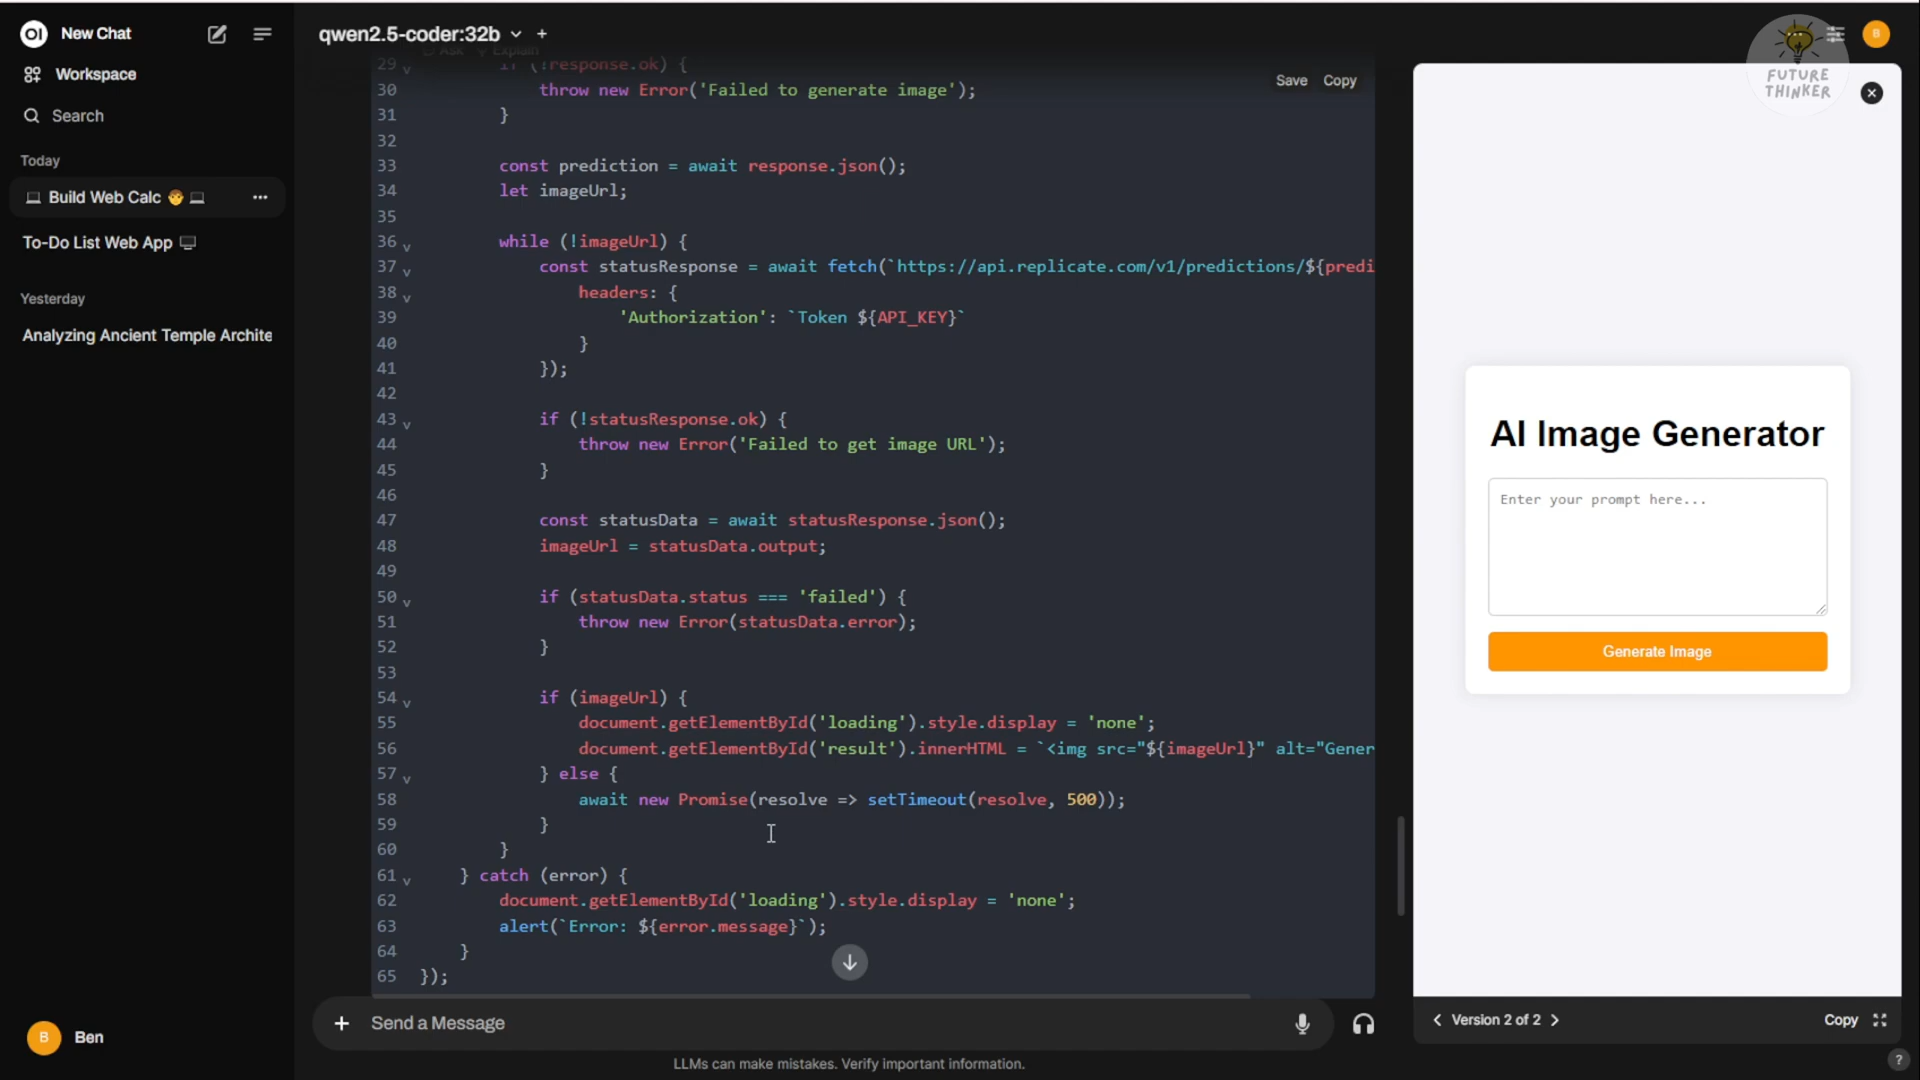 OI New Chat
Workspace
Search
Today
Build Web Calc
To-Do List Web App
Yesterday
Analyzing Ancient Temple Archite
B Ben
qwen2.5-coder:32b
Ask Explain
Save Copy
29 if (!response.ok) {
30 throw new Error('Failed to generate image');
31 }
32
33 const prediction = await response.json();
34 let imageUrl;
35
36 while (!imageUrl) {
37 const statusResponse = await fetch(`https://api.replicate.com/v1/predictions/${predi
38 headers: {
39 'Authorization': `Token ${API_KEY}`
40 }
41 });
42
43 if (!statusResponse.ok) {
44 throw new Error('Failed to get image URL');
45 }
46
47 const statusData = await statusResponse.json();
48 imageUrl = statusData.output;
49
50 if (statusData.status === 'failed') {
51 throw new Error(statusData.error);
52 }
53
54 if (imageUrl) {
55 document.getElementById('loading').style.display = 'none';
56 document.getElementById('result').innerHTML = `<img src="${imageUrl}" alt="Gener
57 } else {
58 await new Promise(resolve => setTimeout(resolve, 500));
59 }
60 }
61 } catch (error) {
62 document.getElementById('loading').style.display = 'none';
63 alert(`Error: ${error.message}`);
64 }
65 });
Send a Message
LLMs can make mistakes. Verify important information.
B
FUTURE
THINKER
AI Image Generator
Enter your prompt here...
Generate Image
Version 2 of 2
Copy
?